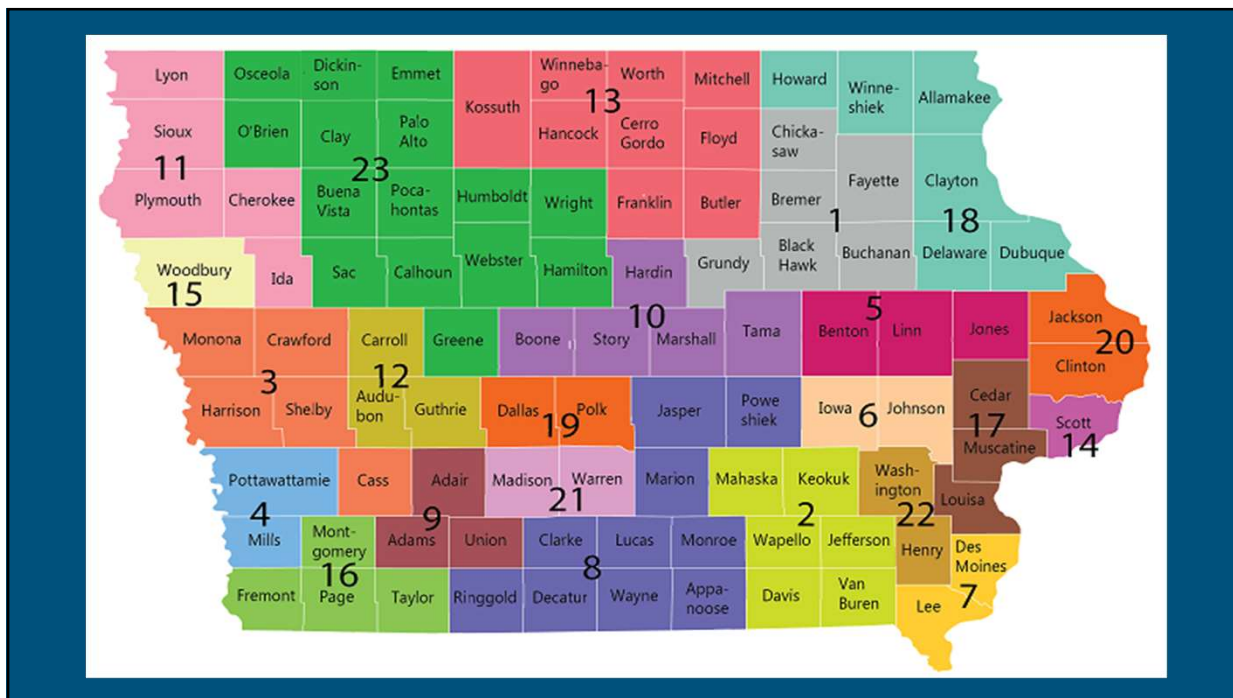 Lyon
Osceola
Dickin-
son
Emmet
Kossuth
Winneba-
go
Worth
Mitchell
Howard
Winne-
shiek
Allamakee
13
Sioux
O'Brien
Clay
Palo
Alto
Hancock
Cerro
Gordo
Floyd
Chicka-
saw
11
23
Fayette
Clayton
Plymouth
Cherokee
Buena
Vista
Poca-
hontas
Humboldt
Wright
Franklin
Butler
Bremer
1
18
Woodbury
15
Ida
Sac
Calhoun
Webster
Hamilton
Hardin
Grundy
Black
Hawk
Buchanan
Delaware
Dubuque
10
5
Monona
Crawford
Carroll
Greene
Boone
Story
Marshall
Tama
Benton
Linn
Jones
Jackson
20
Clinton
3
12
Harrison
Shelby
Audu-
bon
Guthrie
Dallas
19
Polk
Jasper
Powe
shiek
Iowa
6
Johnson
Cedar
17
Muscatine
Scott
14
Pottawattamie
Cass
Adair
Madison
Warren
21
Marion
Mahaska
Keokuk
Wash-
ington
Louisa
4
9
2
22
Mills
Mont-
gomery
16
Adams
Union
Clarke
Lucas
Monroe
8
Wapello
Jefferson
Henry
Des
Moines
7
Fremont
Page
Taylor
Ringgold
Decatur
Wayne
Appa-
noose
Davis
Van
Buren
Lee